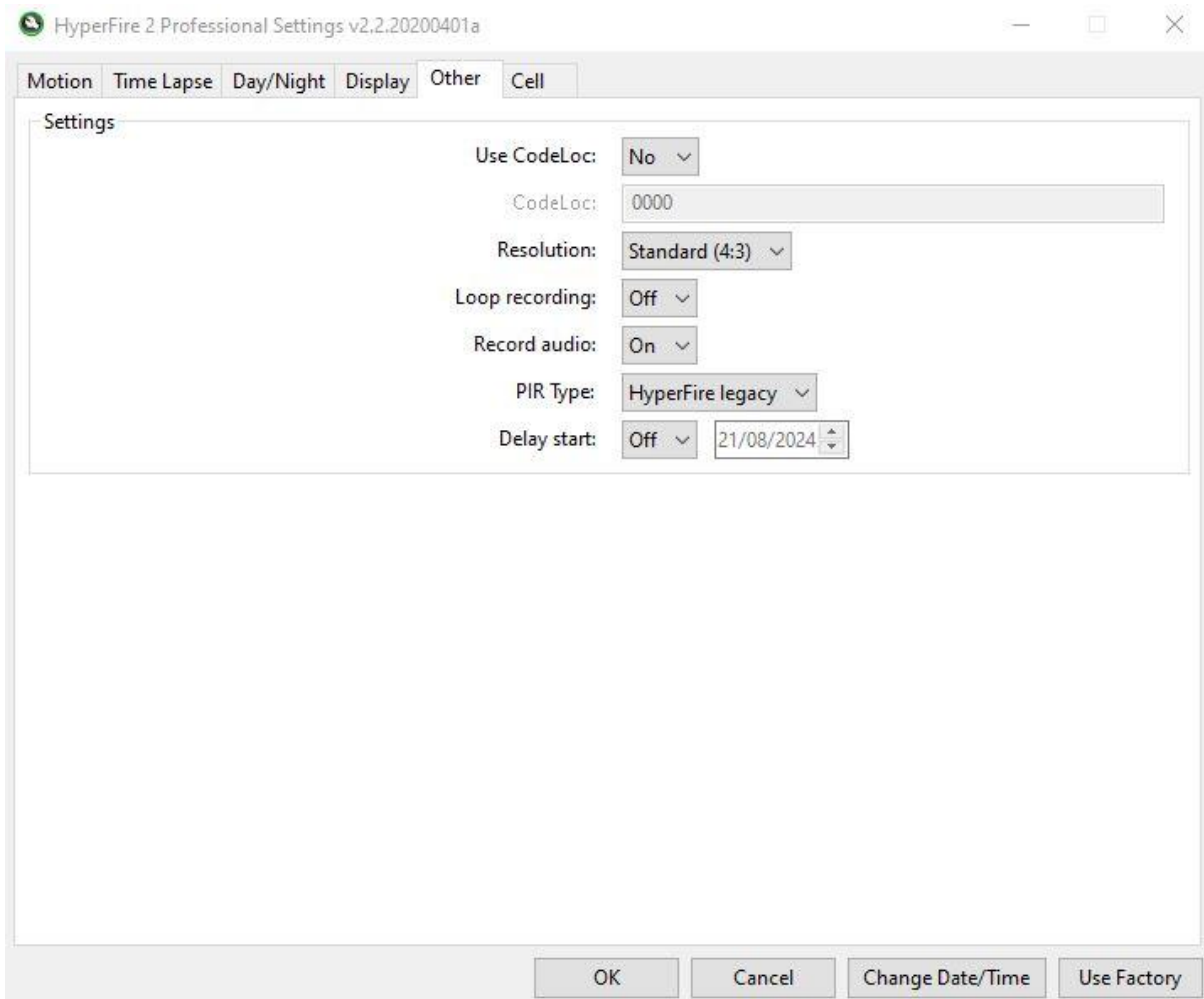 HyperFire 2 Professional Settings v2.2.20200401a
Motion Time Lapse Day/Night Display Other Cell
Settings
Use CodeLoc: No
CodeLoc: 0000
Resolution: Standard (4:3)
Loop recording: Off
Record audio: On
PIR Type: HyperFire legacy
Delay start: Off 21/08/2024
OK Cancel Change Date/Time Use Factory